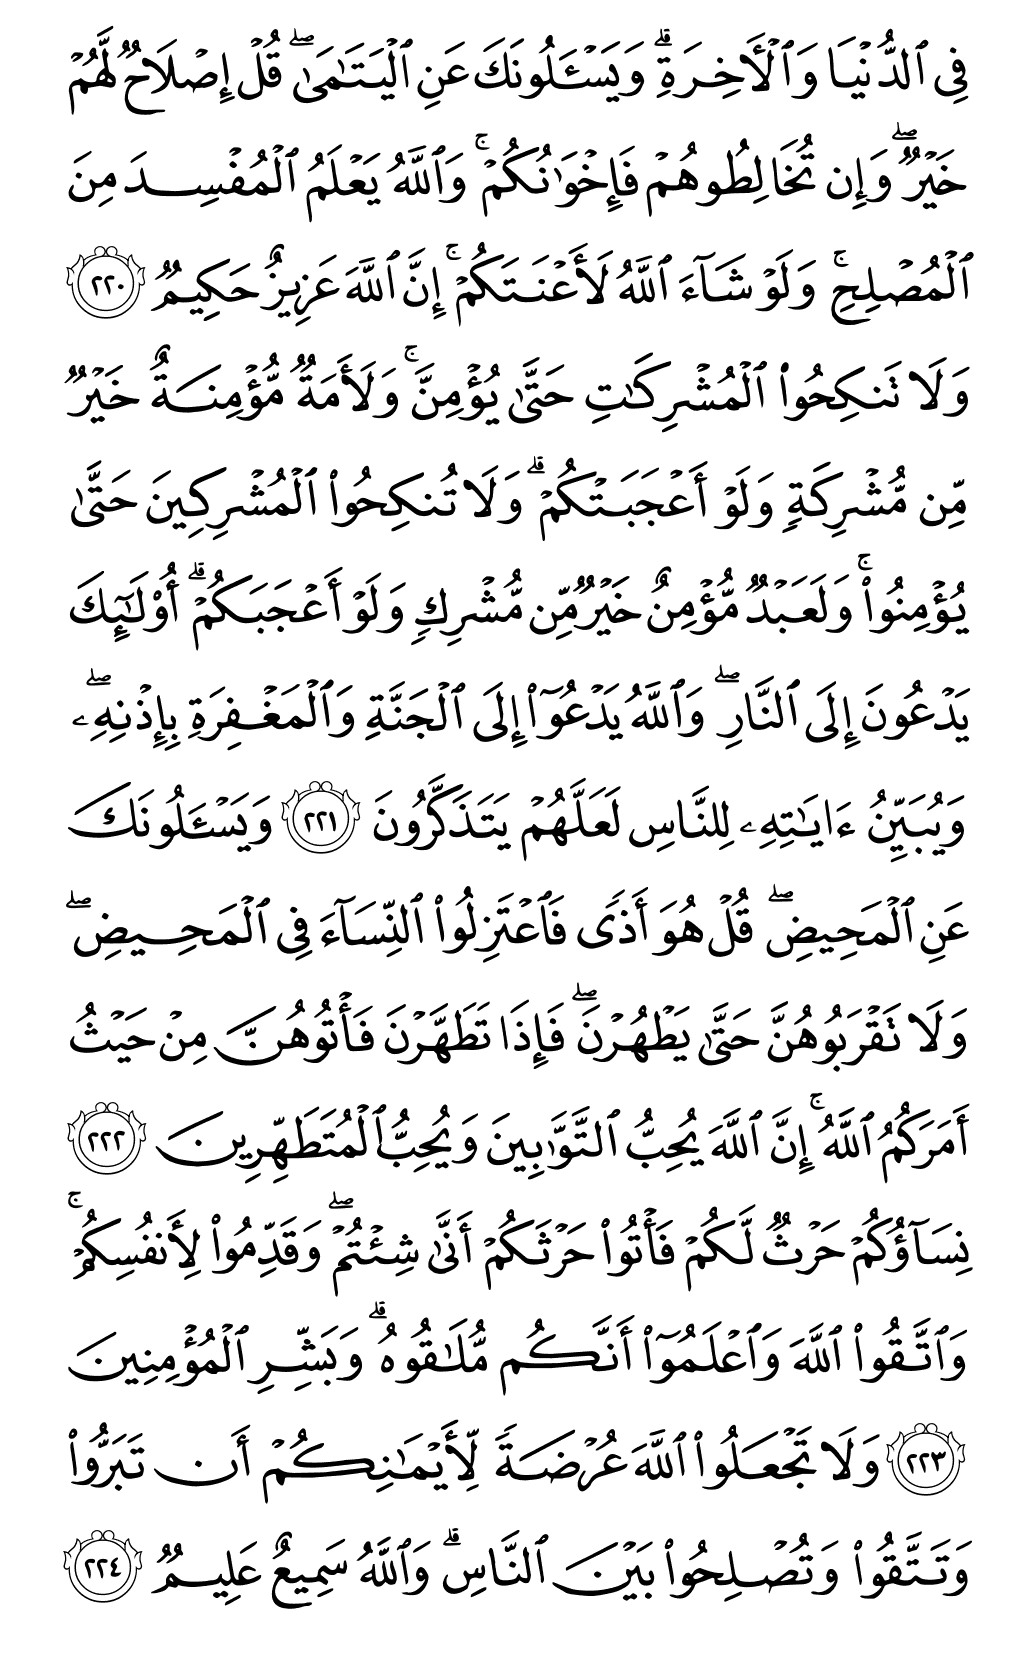 فِى ٱلدُّنْيَا وَٱلْـَٔاخِرَةِ ۗ وَيَسْـَٔلُونَكَ عَنِ ٱلْيَتَـٰمَىٰ ۖ قُلْ إِصْلَاحٌ لَّهُمْ
خَيْرٌ ۖ وَإِن تُخَالِطُوهُمْ فَإِخْوَٰنُكُمْ ۚ وَٱللَّهُ يَعْلَمُ ٱلْمُفْسِدَ مِنَ
ٱلْمُصْلِحِ ۚ وَلَوْ شَآءَ ٱللَّهُ لَأَعْنَتَكُمْ ۚ إِنَّ ٱللَّهَ عَزِيزٌ حَكِيمٌ ٢٢٠
وَلَا تَنكِحُوا۟ ٱلْمُشْرِكَـٰتِ حَتَّىٰ يُؤْمِنَّ ۚ وَلَأَمَةٌ مُّؤْمِنَةٌ خَيْرٌ
مِّن مُّشْرِكَةٍ وَلَوْ أَعْجَبَتْكُمْ ۗ وَلَا تُنكِحُوا۟ ٱلْمُشْرِكِينَ حَتَّىٰ
يُؤْمِنُوا۟ ۚ وَلَعَبْدٌ مُّؤْمِنٌ خَيْرٌ مِّن مُّشْرِكٍ وَلَوْ أَعْجَبَكُمْ ۗ أُو۟لَـٰٓئِكَ
يَدْعُونَ إِلَى ٱلنَّارِ ۖ وَٱللَّهُ يَدْعُوٓا۟ إِلَى ٱلْجَنَّةِ وَٱلْمَغْفِرَةِ بِإِذْنِهِۦ ۖ
وَيُبَيِّنُ ءَايَـٰتِهِۦ لِلنَّاسِ لَعَلَّهُمْ يَتَذَكَّرُونَ ٢٢١ وَيَسْـَٔلُونَكَ
عَنِ ٱلْمَحِيضِ ۖ قُلْ هُوَ أَذًى فَٱعْتَزِلُوا۟ ٱلنِّسَآءَ فِى ٱلْمَحِيضِ ۖ
وَلَا تَقْرَبُوهُنَّ حَتَّىٰ يَطْهُرْنَ ۖ فَإِذَا تَطَهَّرْنَ فَأْتُوهُنَّ مِنْ حَيْثُ
أَمَرَكُمُ ٱللَّهُ ۚ إِنَّ ٱللَّهَ يُحِبُّ ٱلتَّوَّٰبِينَ وَيُحِبُّ ٱلْمُتَطَهِّرِينَ ٢٢٢
نِسَآؤُكُمْ حَرْثٌ لَّكُمْ فَأْتُوا۟ حَرْثَكُمْ أَنَّىٰ شِئْتُمْ ۖ وَقَدِّمُوا۟ لِأَنفُسِكُمْ ۚ
وَٱتَّقُوا۟ ٱللَّهَ وَٱعْلَمُوٓا۟ أَنَّكُم مُّلَـٰقُوهُ ۗ وَبَشِّرِ ٱلْمُؤْمِنِينَ
٢٢٣ وَلَا تَجْعَلُوا۟ ٱللَّهَ عُرْضَةً لِّأَيْمَـٰنِكُمْ أَن تَبَرُّوا۟
وَتَتَّقُوا۟ وَتُصْلِحُوا۟ بَيْنَ ٱلنَّاسِ ۗ وَٱللَّهُ سَمِيعٌ عَلِيمٌ ٢٢٤